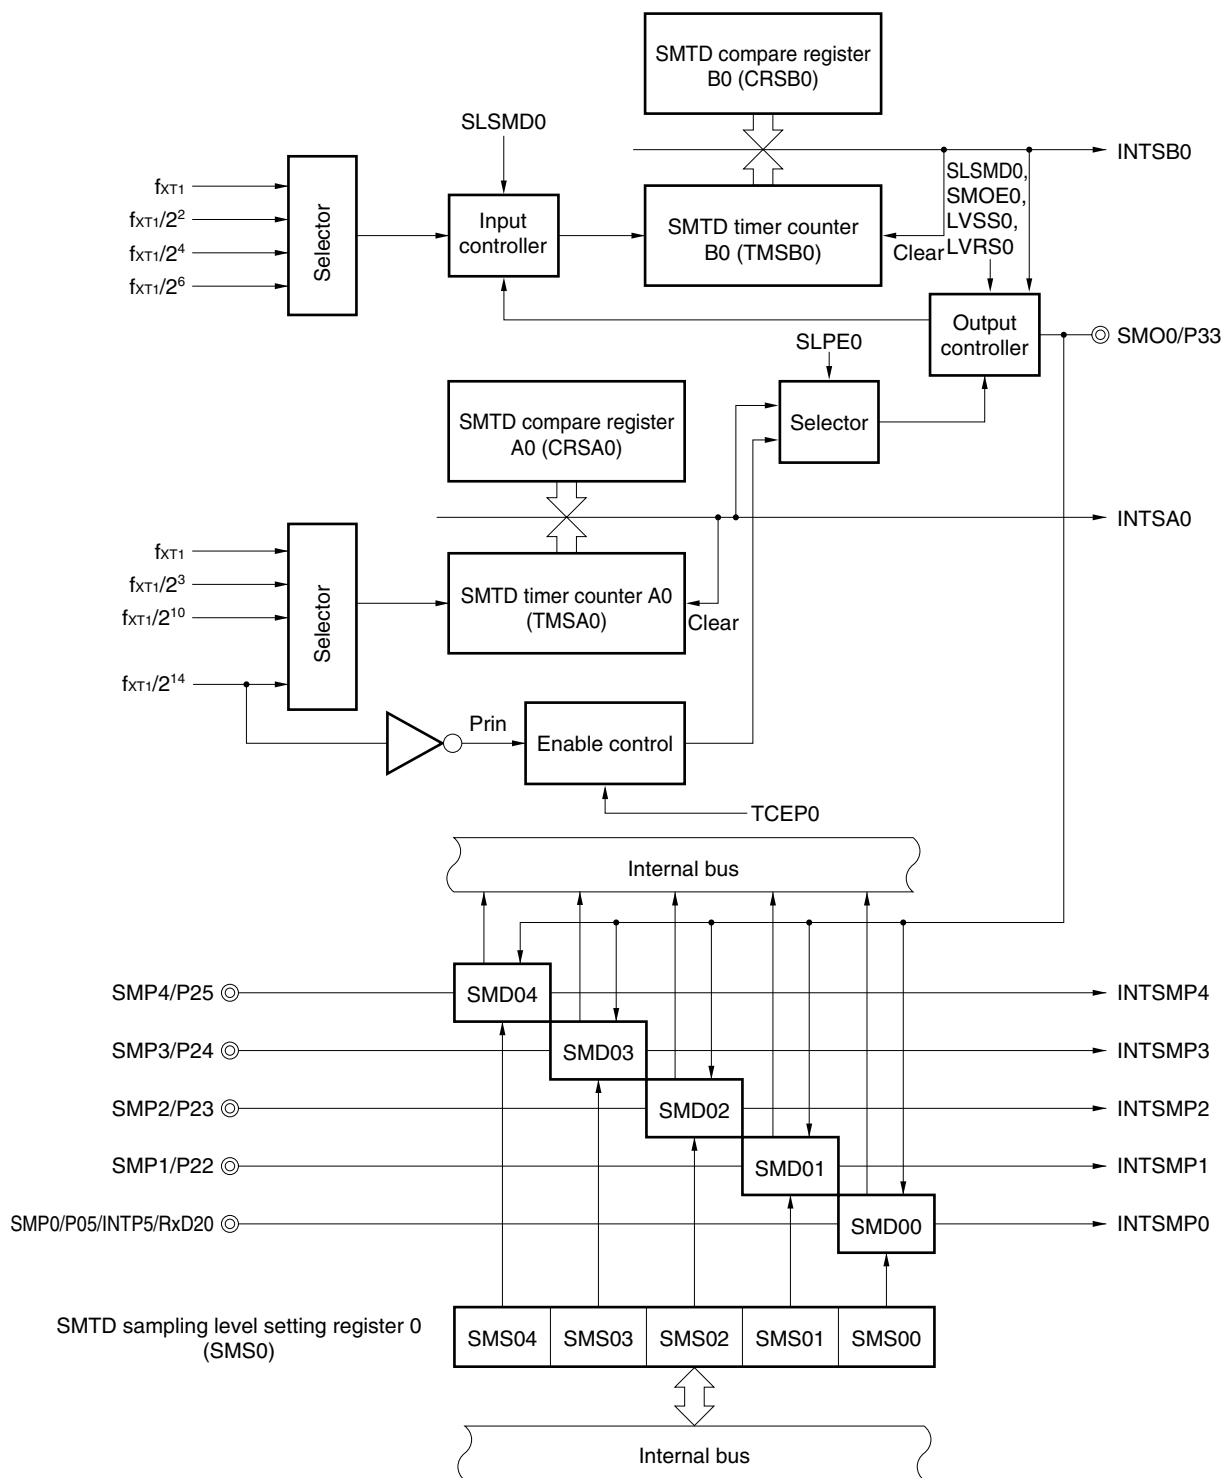 SMTD compare register
B0 (CRSB0)
SLSMD0
INTSB0
fXT1
fXT1/2²
fXT1/2⁴
fXT1/2⁶
Selector
Input
controller
SMTD timer counter
B0 (TMSB0)
Clear
SLSMD0,
SMOE0,
LVSS0,
LVRS0
Output
controller
SMO0/P33
SLPE0
Selector
SMTD compare register
A0 (CRSA0)
INTSA0
fXT1
fXT1/2³
fXT1/2¹⁰
fXT1/2¹⁴
Selector
SMTD timer counter A0
(TMSA0)
Clear
Prin
Enable control
TCEP0
Internal bus
SMP4/P25
SMD04
INTSMP4
SMP3/P24
SMD03
INTSMP3
SMP2/P23
SMD02
INTSMP2
SMP1/P22
SMD01
INTSMP1
SMP0/P05/INTP5/RxD20
SMD00
INTSMP0
SMTD sampling level setting register 0
(SMS0)
SMS04 SMS03 SMS02 SMS01 SMS00
Internal bus